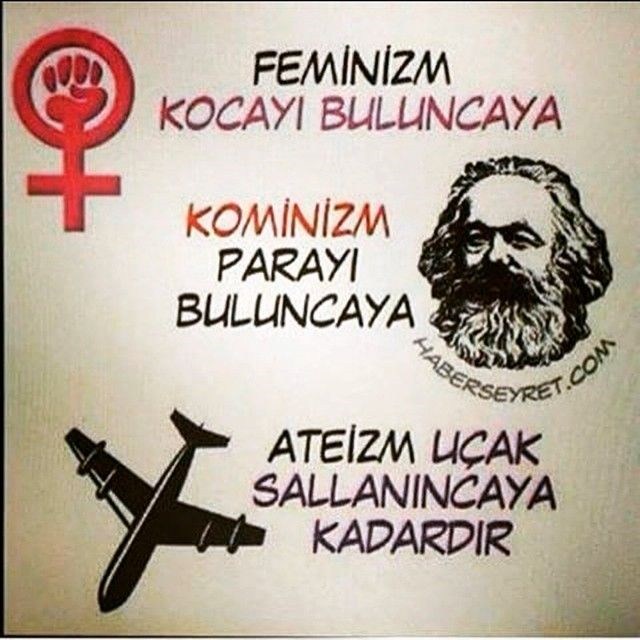 FEMİNİZM
KOCAYI BULUNCAYA
KOMİNİZM
PARAYI
BULUNCAYA
HABERSEYRET.COM
ATEİZM UÇAK
SALLANINCAYA
KADARDIR